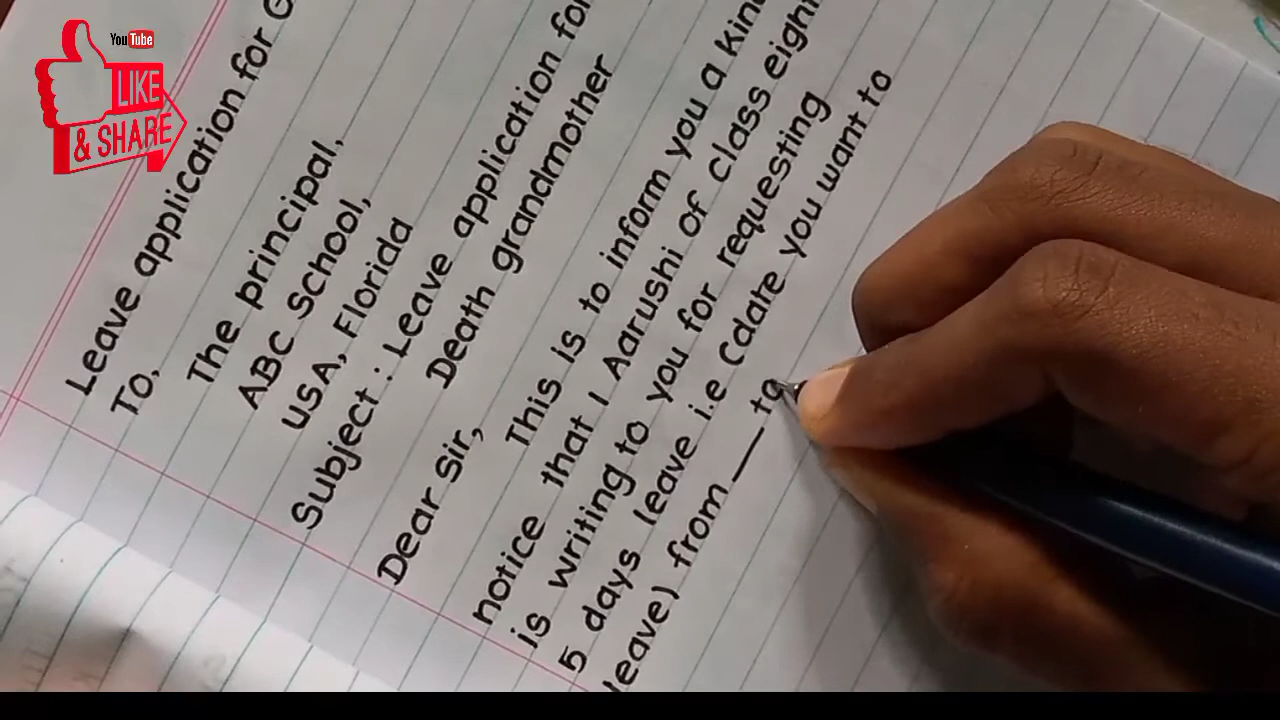 YouTube
LIKE
& SHARE
Leave application for G
To,
The principal,
ABC School,
USA, Florida
Subject : Leave application for
Death grandmother
Dear Sir,
This is to inform you a kind
notice that I Aarushi of class eigh
is writing to you for requesting
5 days leave i.e (date you want to
leave) from ___ to